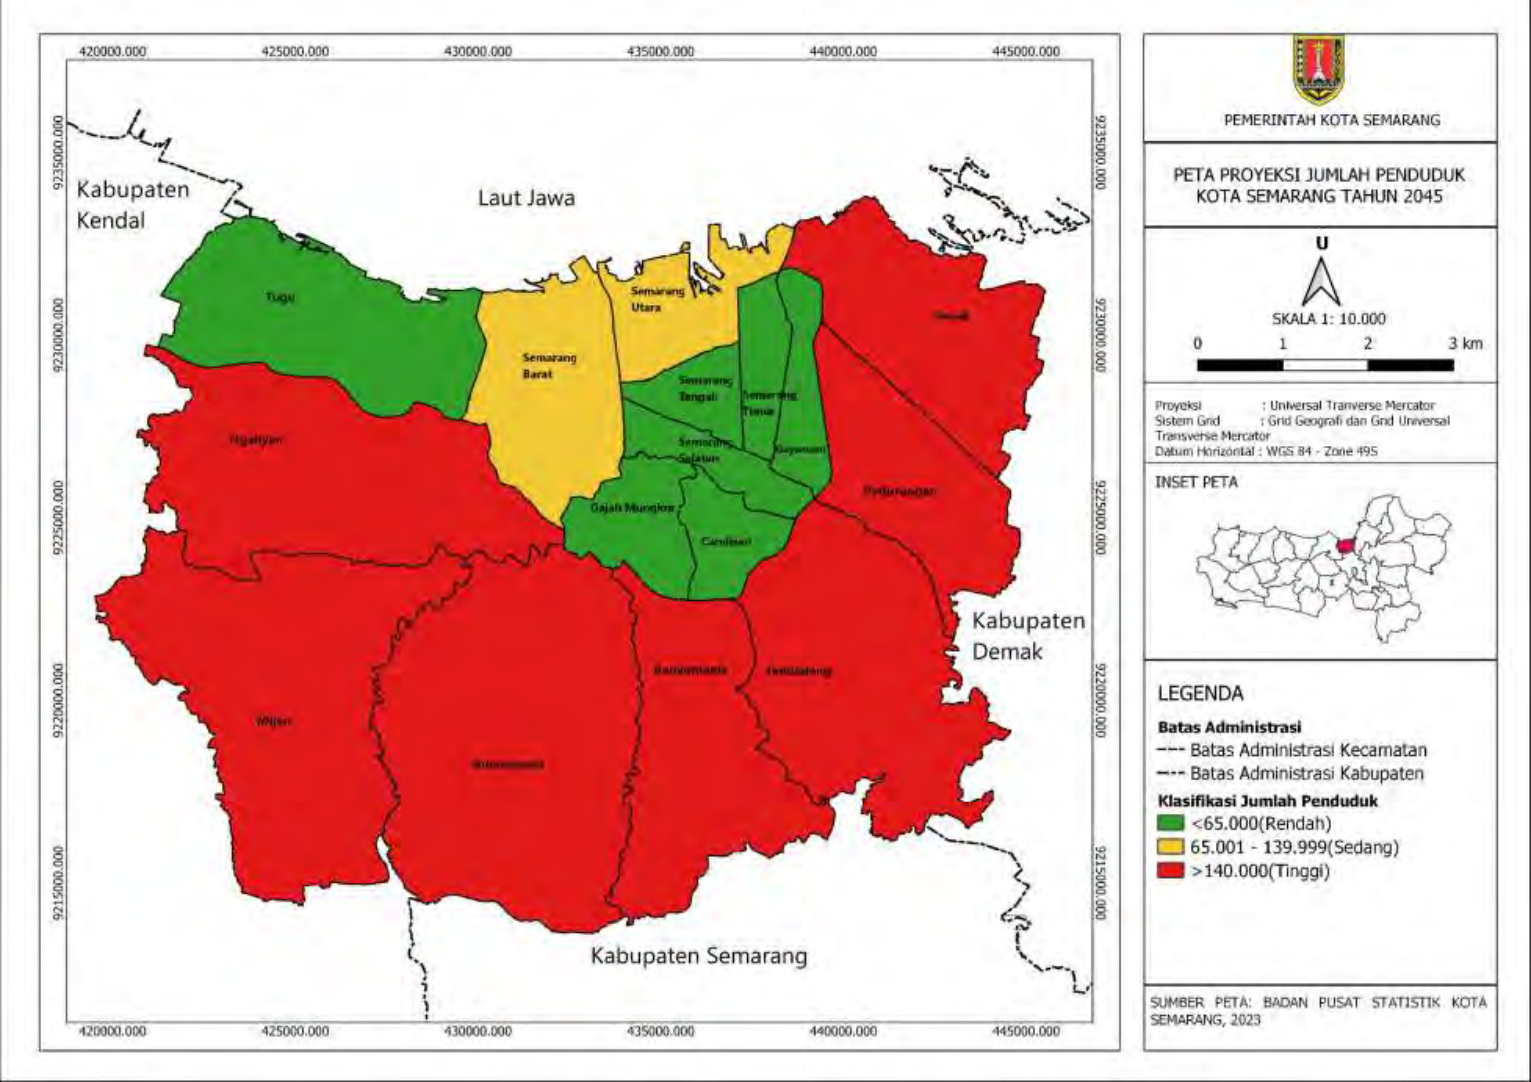 420000.000 425000.000 430000.000 435000.000 440000.000 445000.000
9235000.000
9230000.000
9225000.000
9220000.000
9215000.000
Kabupaten
Kendal
Laut Jawa
Tugu
Semarang
Utara
Semarang
Barat
Semarang
Tengah
Semarang
Timur
Ngaliyan
Semarang
Selatan
Gayamsari
Pedurungan
Gajah Mungkur
Candisari
Kabupaten
Demak
Banyumanik
Tembalang
Mijen
Gunungpati
Kabupaten Semarang
9235000.000
9230000.000
9225000.000
9220000.000
9215000.000
420000.000 425000.000 430000.000 435000.000 440000.000 445000.000
PEMERINTAH KOTA SEMARANG
PETA PROYEKSI JUMLAH PENDUDUK
KOTA SEMARANG TAHUN 2045
U
SKALA 1: 10.000
0 1 2 3 km
Proyeksi : Universal Tranverse Mercator
Sistem Grid : Grid Geografi dan Grid Universal
Transverse Mercator
Datum Horizontal : WGS 84 - Zone 49S
INSET PETA
LEGENDA
Batas Administrasi
Batas Administrasi Kecamatan
Batas Administrasi Kabupaten
Klasifikasi Jumlah Penduduk
<65.000(Rendah)
65.001 - 139.999(Sedang)
>140.000(Tinggi)
SUMBER PETA: BADAN PUSAT STATISTIK KOTA
SEMARANG, 2023